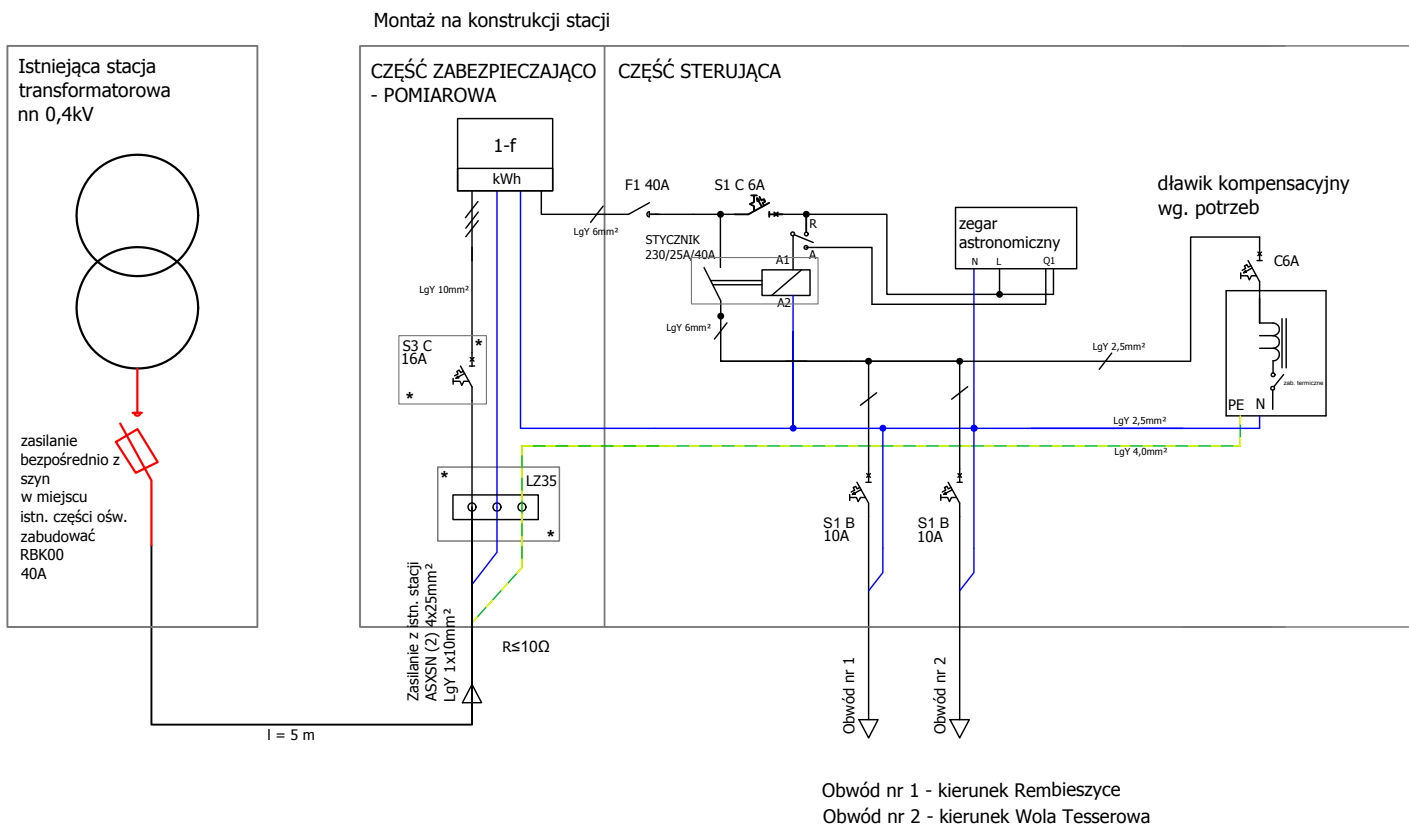 Montaż na konstrukcji stacji
Istniejąca stacja
transformatorowa
nn 0,4kV
zasilanie
bezpośrednio z
szyn
w miejscu
istn. części ośw.
zabudować
RBK00
40A
l = 5 m
CZĘŚĆ ZABEZPIECZAJĄCO
- POMIAROWA
1-f
kWh
LgY 10mm²
S3 C
16A
*
*
*
LZ35
*
Zasilanie z istn. stacji
ASXSN (2) 4x25mm²
LgY 1x10mm²
R≤10Ω
CZĘŚĆ STERUJĄCA
LgY 6mm²
F1 40A
S1 C 6A
STYCZNIK
230/25A/40A
R
A
A1
A2
LgY 6mm²
zegar
astronomiczny
N L Q1
dławik kompensacyjny
wg. potrzeb
C6A
zab. termiczne
PE N
LgY 2,5mm²
LgY 2,5mm²
LgY 4,0mm²
S1 B
10A
S1 B
10A
Obwód nr 1
Obwód nr 2
Obwód nr 1 - kierunek Rembieszyce
Obwód nr 2 - kierunek Wola Tesserowa